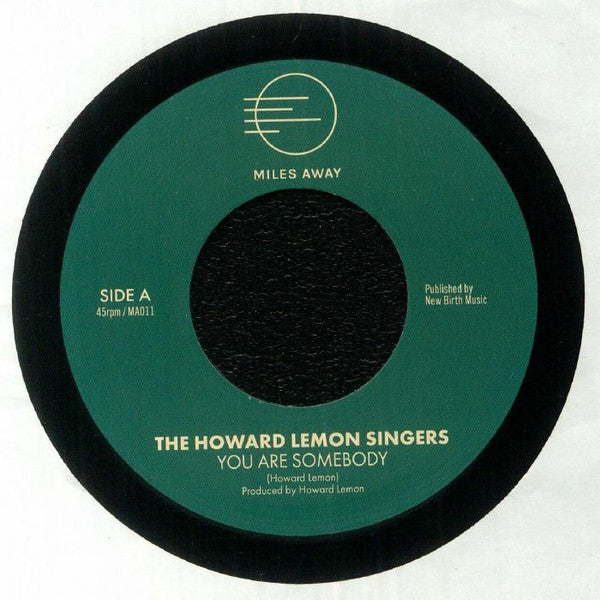 MILES AWAY
SIDE A
45rpm / MA011
Published by
New Birth Music
THE HOWARD LEMON SINGERS
YOU ARE SOMEBODY
(Howard Lemon)
Produced by Howard Lemon